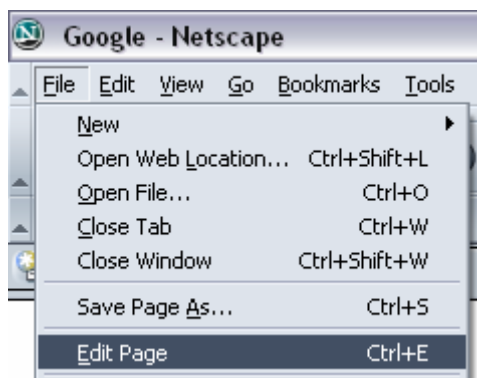 Google - Netscape
File Edit View Go Bookmarks Tools
New
Open Web Location... Ctrl+Shift+L
Open File... Ctrl+O
Close Tab Ctrl+W
Close Window Ctrl+Shift+W
Save Page As... Ctrl+S
Edit Page Ctrl+E